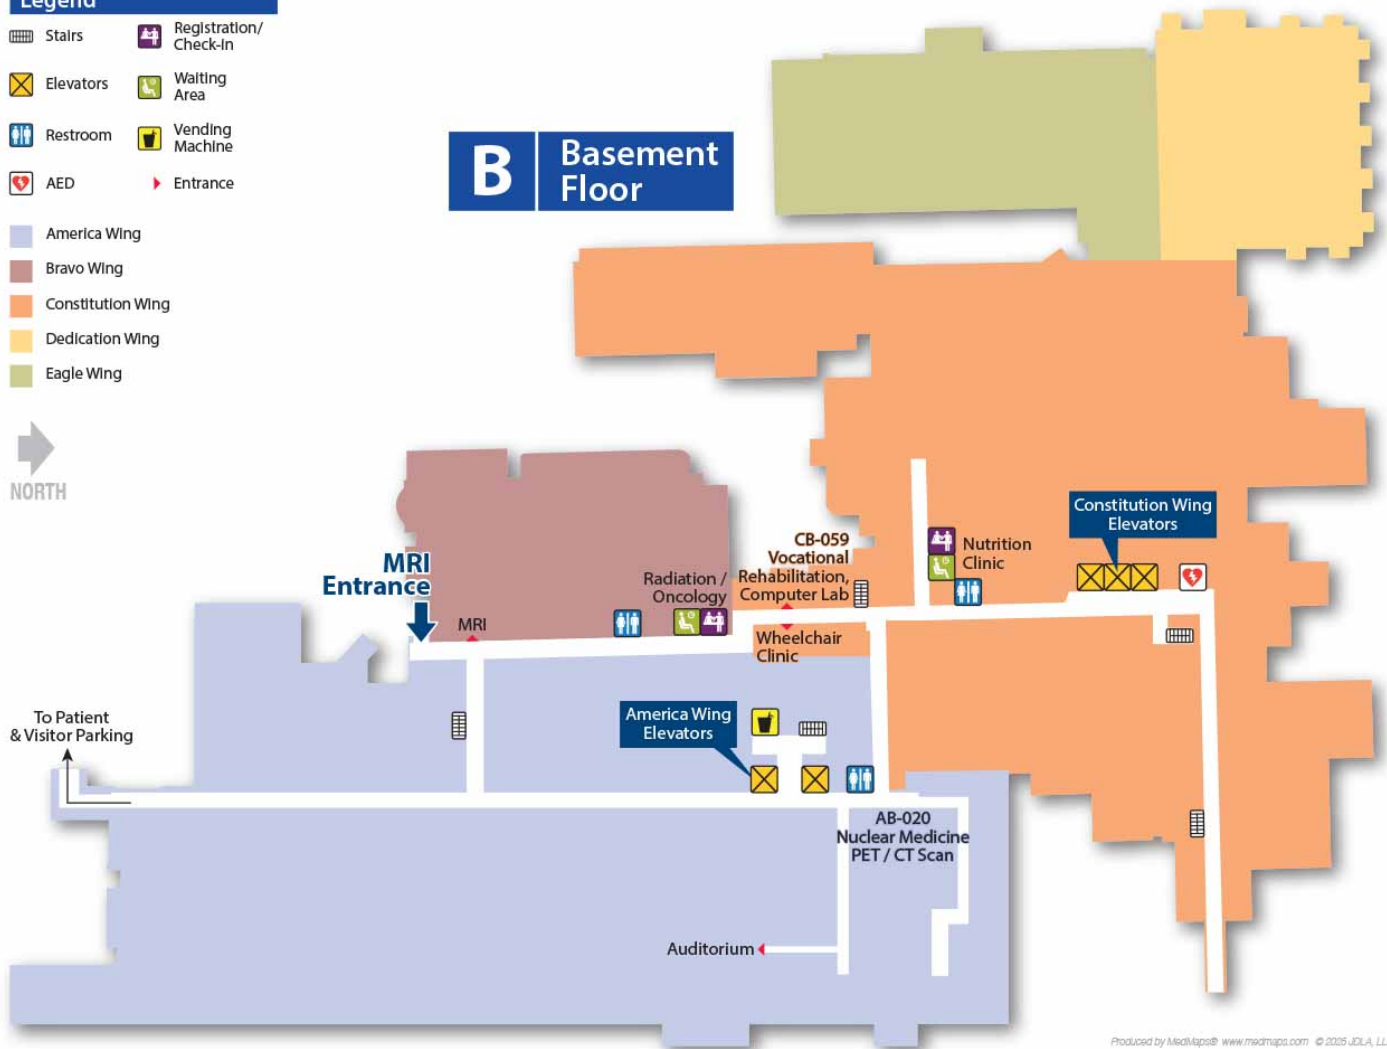 Legend
Stairs
Registration/
Check-in
Elevators
Waiting
Area
Restroom
Vending
Machine
AED
Entrance
America Wing
Bravo Wing
Constitution Wing
Dedication Wing
Eagle Wing
NORTH
B
Basement
Floor
MRI
Entrance
MRI
Radiation /
Oncology
CB-059
Vocational
Rehabilitation,
Computer Lab
Wheelchair
Clinic
Nutrition
Clinic
Constitution Wing
Elevators
America Wing
Elevators
To Patient
& Visitor Parking
AB-020
Nuclear Medicine
PET / CT Scan
Auditorium
Produced by MedMaps® www.medmaps.com © 2025 JDLA, LL